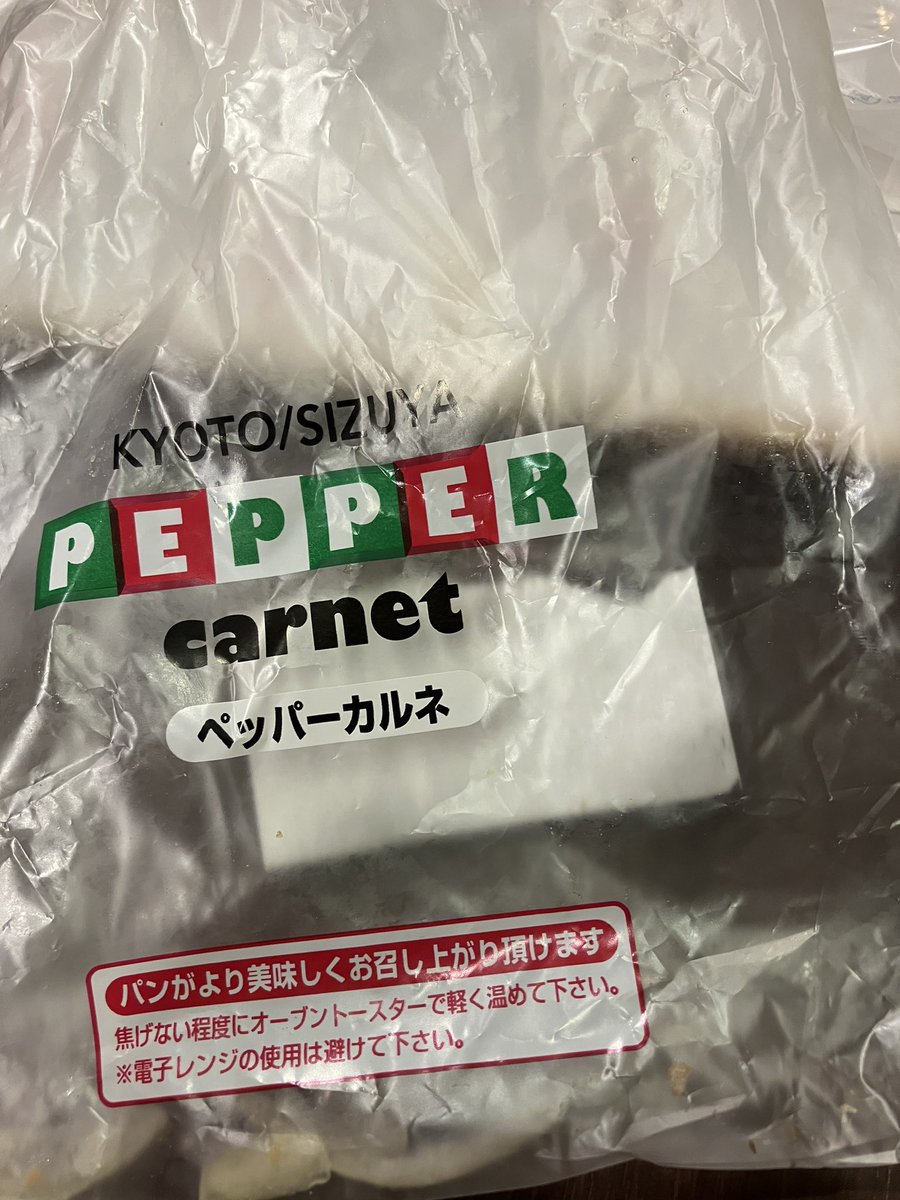 KYOTO/SIZUYA
PEPPER
carnet
ペッパーカルネ
パンがより美味しくお召し上がり頂けます
焦げない程度にオーブントースターで軽く温めて下さい。
※電子レンジの使用は避けて下さい。